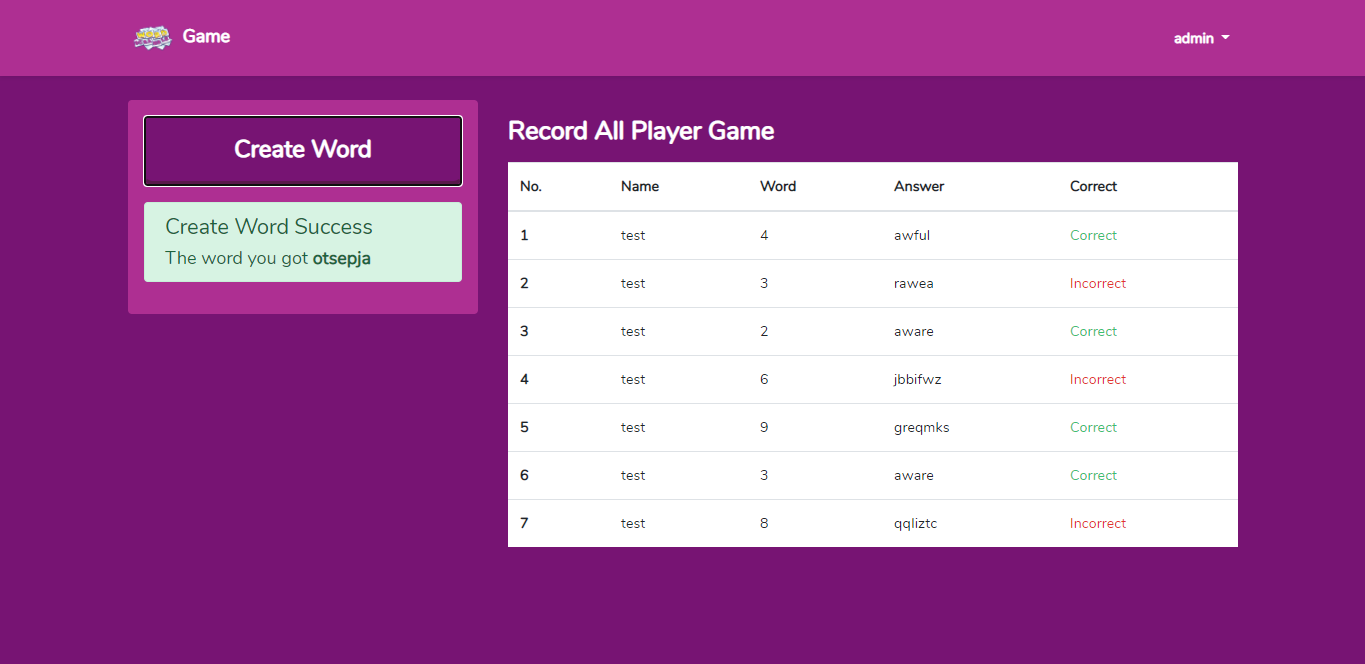 Game
admin
Create Word
Create Word Success
The word you got otsepja
Record All Player Game
No. Name Word Answer Correct
1 test 4 awful Correct
2 test 3 rawea Incorrect
3 test 2 aware Correct
4 test 6 jbbifwz Incorrect
5 test 9 greqmks Correct
6 test 3 aware Correct
7 test 8 qqliztc Incorrect